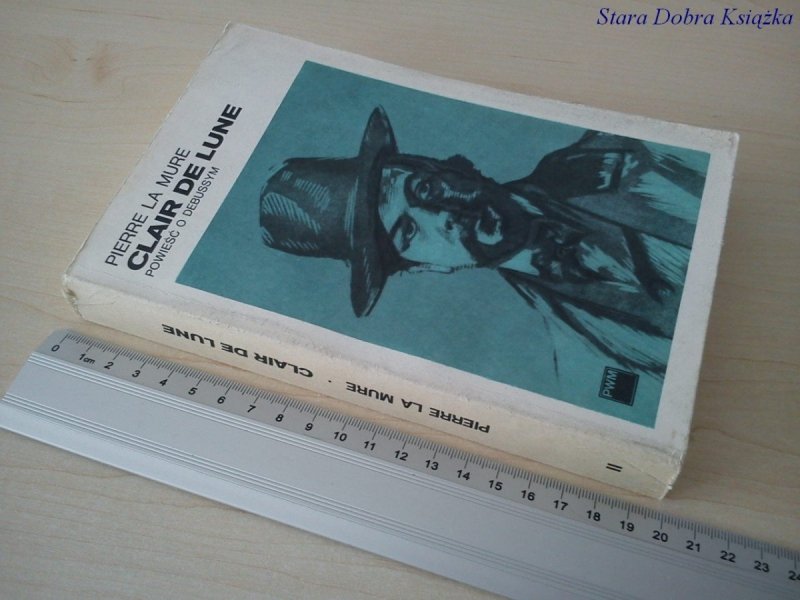 Stara Dobra Książka
PIERRE LA MURE
CLAIR DE LUNE
POWIEŚĆ O DEBUSSYM
PWM
PIERRE LA MURE · CLAIR DE LUNE
II
0 1cm 2 3 4 5 6 7 8 9 10 11 12 13 14 15 16 17 18 19 20 21 22 23 24